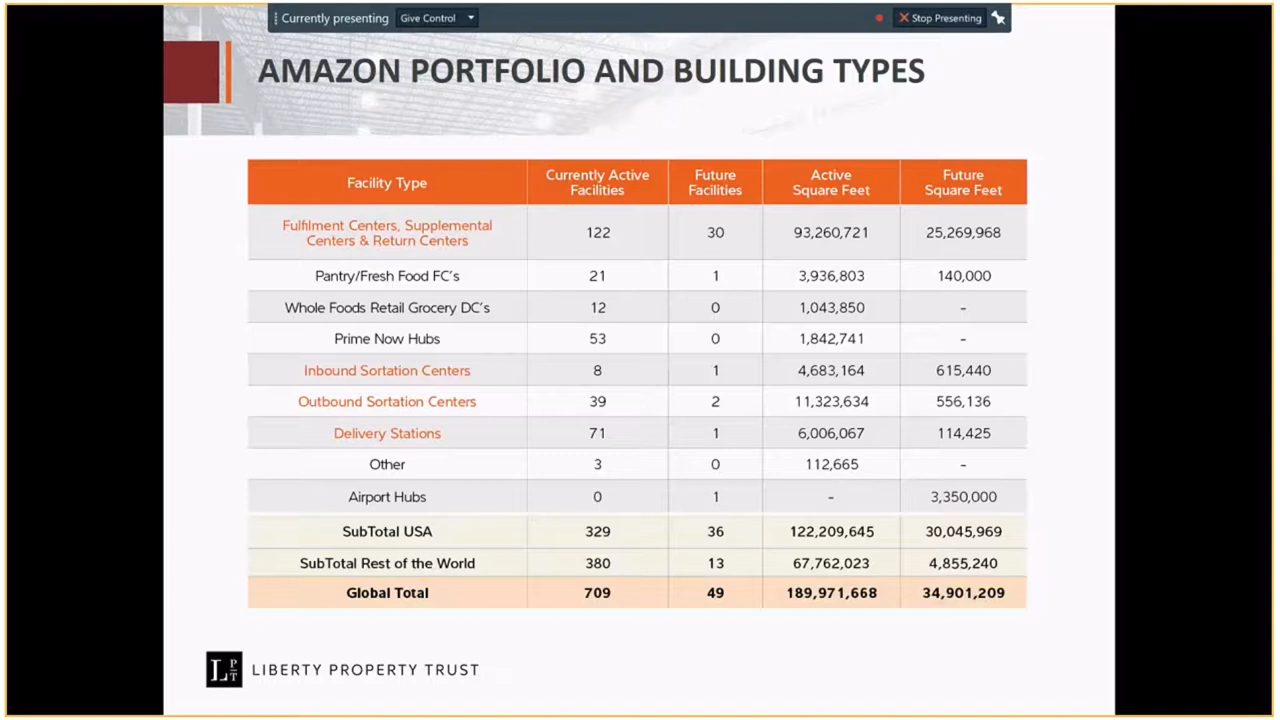 Currently presenting Give Control Stop Presenting
AMAZON PORTFOLIO AND BUILDING TYPES
Facility Type Currently Active Facilities Future Facilities Active Square Feet Future Square Feet
Fulfilment Centers, Supplemental Centers & Return Centers 122 30 93,260,721 25,269,968
Pantry/Fresh Food FC's 21 1 3,936,803 140,000
Whole Foods Retail Grocery DC's 12 0 1,043,850 -
Prime Now Hubs 53 0 1,842,741 -
Inbound Sortation Centers 8 1 4,683,164 615,440
Outbound Sortation Centers 39 2 11,323,634 556,136
Delivery Stations 71 1 6,006,067 114,425
Other 3 0 112,665 -
Airport Hubs 0 1 - 3,350,000
SubTotal USA 329 36 122,209,645 30,045,969
SubTotal Rest of the World 380 13 67,762,023 4,855,240
Global Total 709 49 189,971,668 34,901,209
LPT LIBERTY PROPERTY TRUST